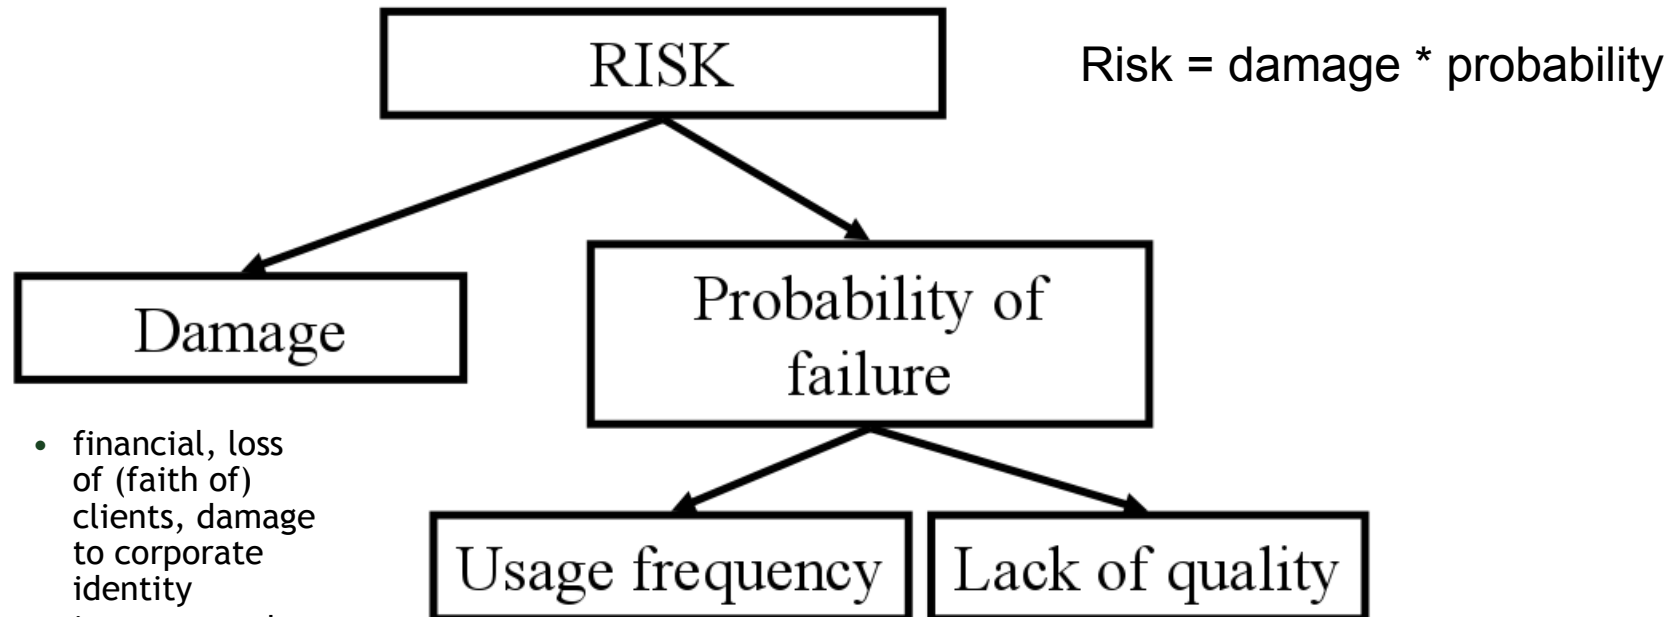 RISK
Risk = damage * probability
Damage
Probability of
failure
• financial, loss
of (faith of)
clients, damage
to corporate
identity
Usage frequency
Lack of quality